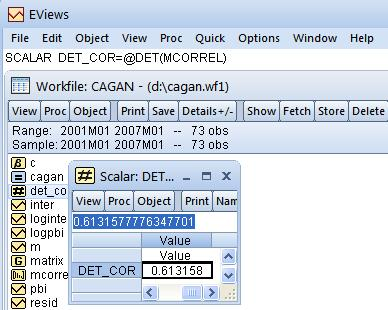 EViews
File Edit Object View Proc Quick Options
SCALAR DET_COR=@DET(MCORREL)
Workfile: CAGAN - (d:\cagan.wf1)
View Proc Object Print Save Details+/- Show Fetch Store Delete
Range: 2001M01 2007M01 -- 73 obs
Sample: 2001M01 2007M01 -- 73 obs
c
cagan
det_co
inter
loginte
logpbi
m
matrix
mcorre
pbi
resid
Scalar: DET...
View Proc Object Print Nam
0.6131577776347701
Value
Value
DET_COR 0.613158